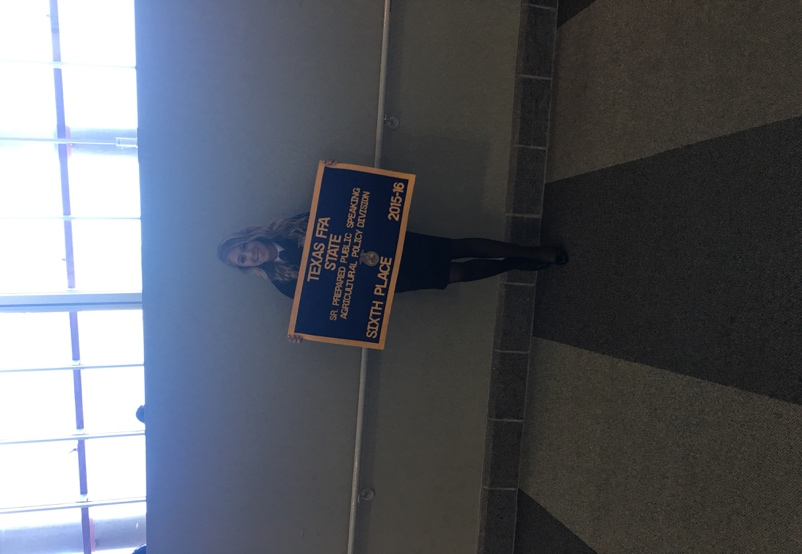 TEXAS FFA
STATE
SR. PREPARED PUBLIC SPEAKING
AGRICULTURAL POLICY DIVISION
SIXTH PLACE 2015-16